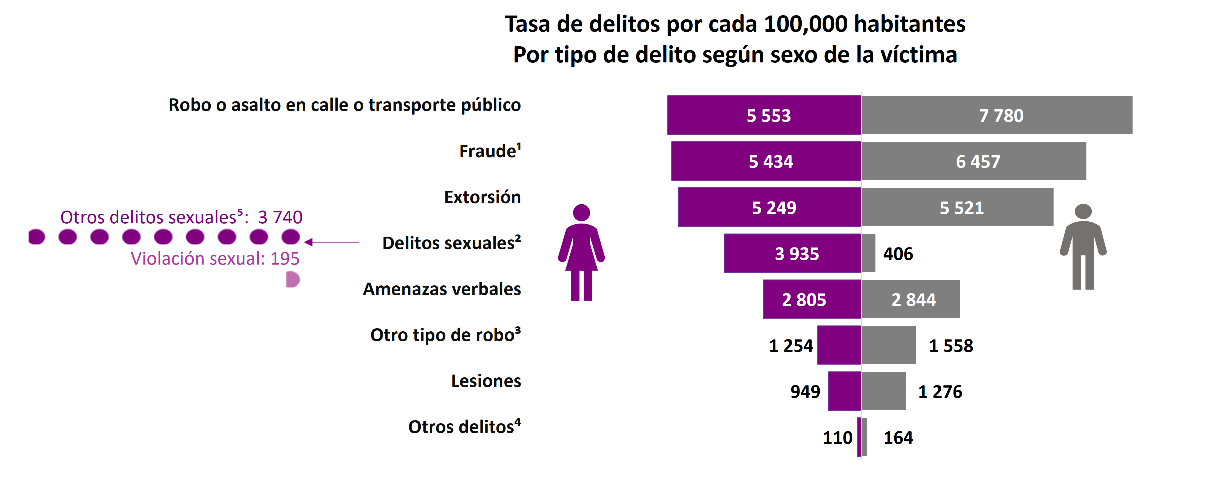 Tasa de delitos por cada 100,000 habitantes
Por tipo de delito según sexo de la víctima
Robo o asalto en calle o transporte público 5 553 7 780
Fraude¹ 5 434 6 457
Extorsión 5 249 5 521
Otros delitos sexuales⁵: 3 740
Delitos sexuales² 3 935 406
Violación sexual: 195
Amenazas verbales 2 805 2 844
Otro tipo de robo³ 1 254 1 558
Lesiones 949 1 276
Otros delitos⁴ 110 164